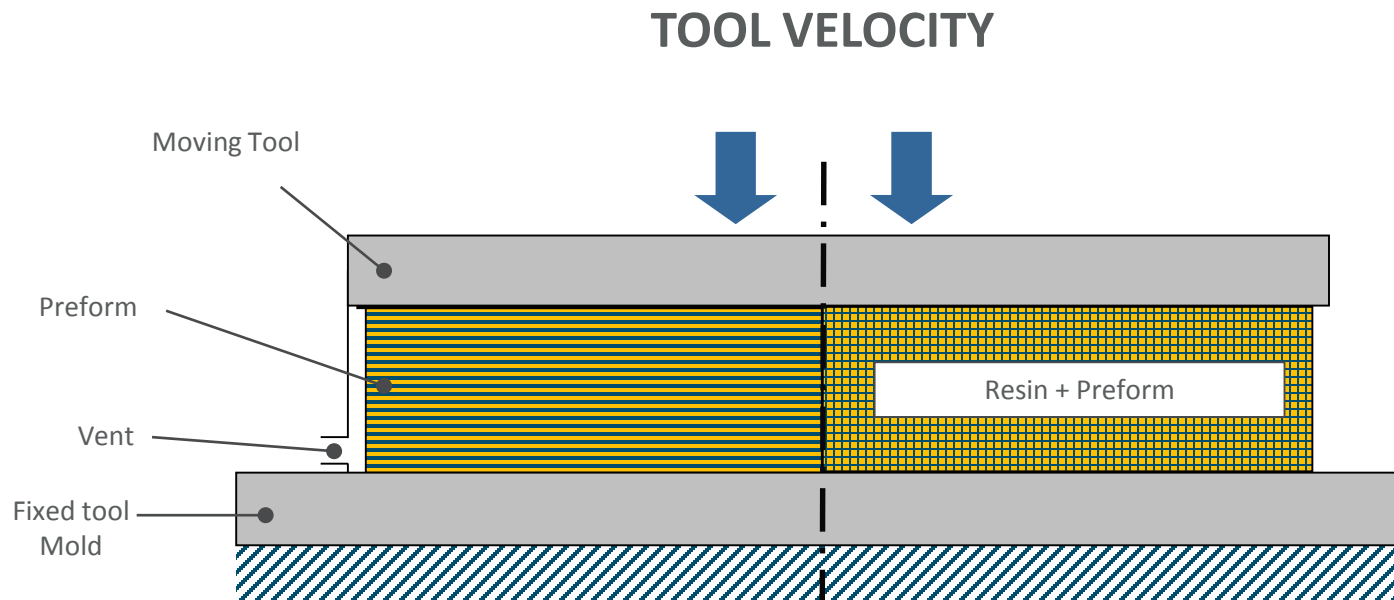 TOOL VELOCITY
Moving Tool
Preform
Resin + Preform
Vent
Fixed tool
Mold